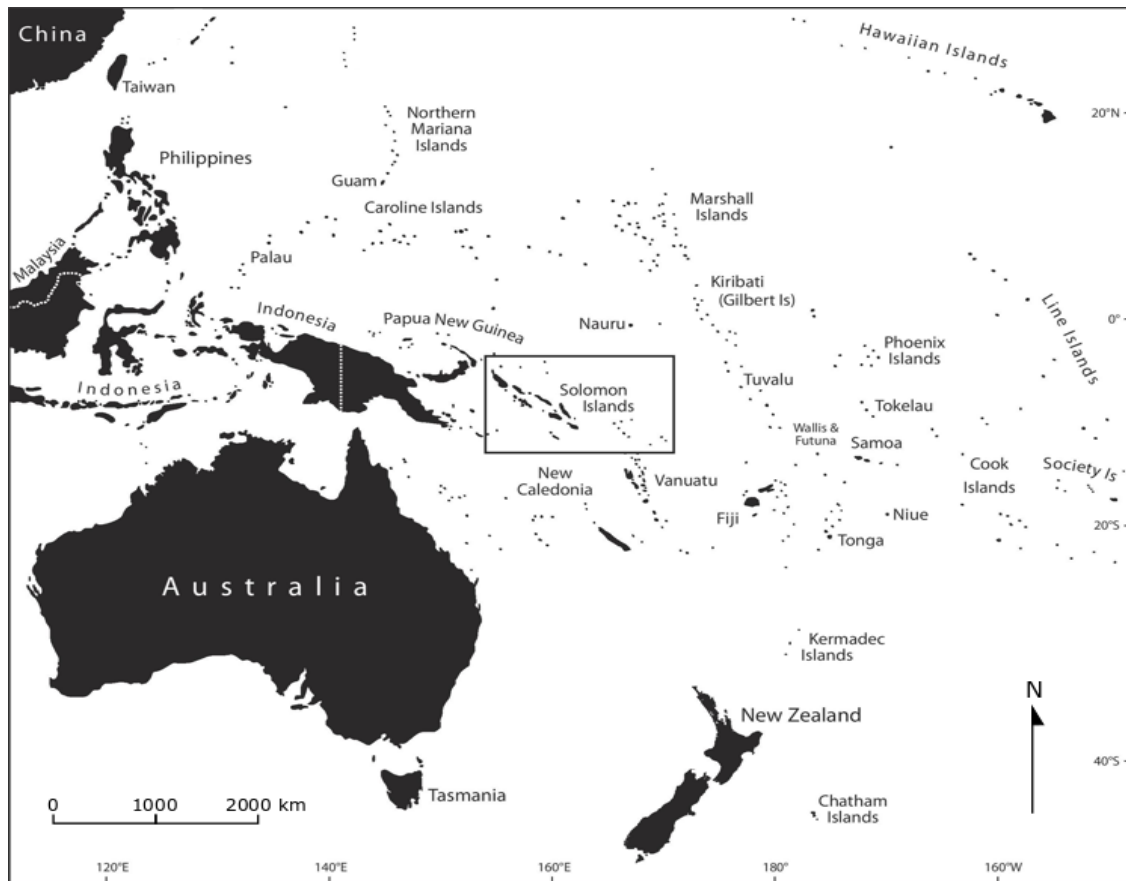 China
Hawaiian Islands
Taiwan
20°N
Northern
Mariana
Islands
Philippines
Guam
Caroline Islands
Marshall
Islands
Malaysia
Palau
Kiribati
(Gilbert Is)
Line Islands
Indonesia
Papua New Guinea
Nauru
0°
Phoenix
Islands
Indonesia
Solomon
Islands
Tuvalu
Tokelau
Wallis &
Futuna
Samoa
New
Caledonia
Vanuatu
Cook
Islands
Society Is
Fiji
Niue
20°S
Tonga
Australia
Kermadec
Islands
N
New Zealand
40°S
0 1000 2000 km
Tasmania
Chatham
Islands
120°E 140°E 160°E 180° 160°W